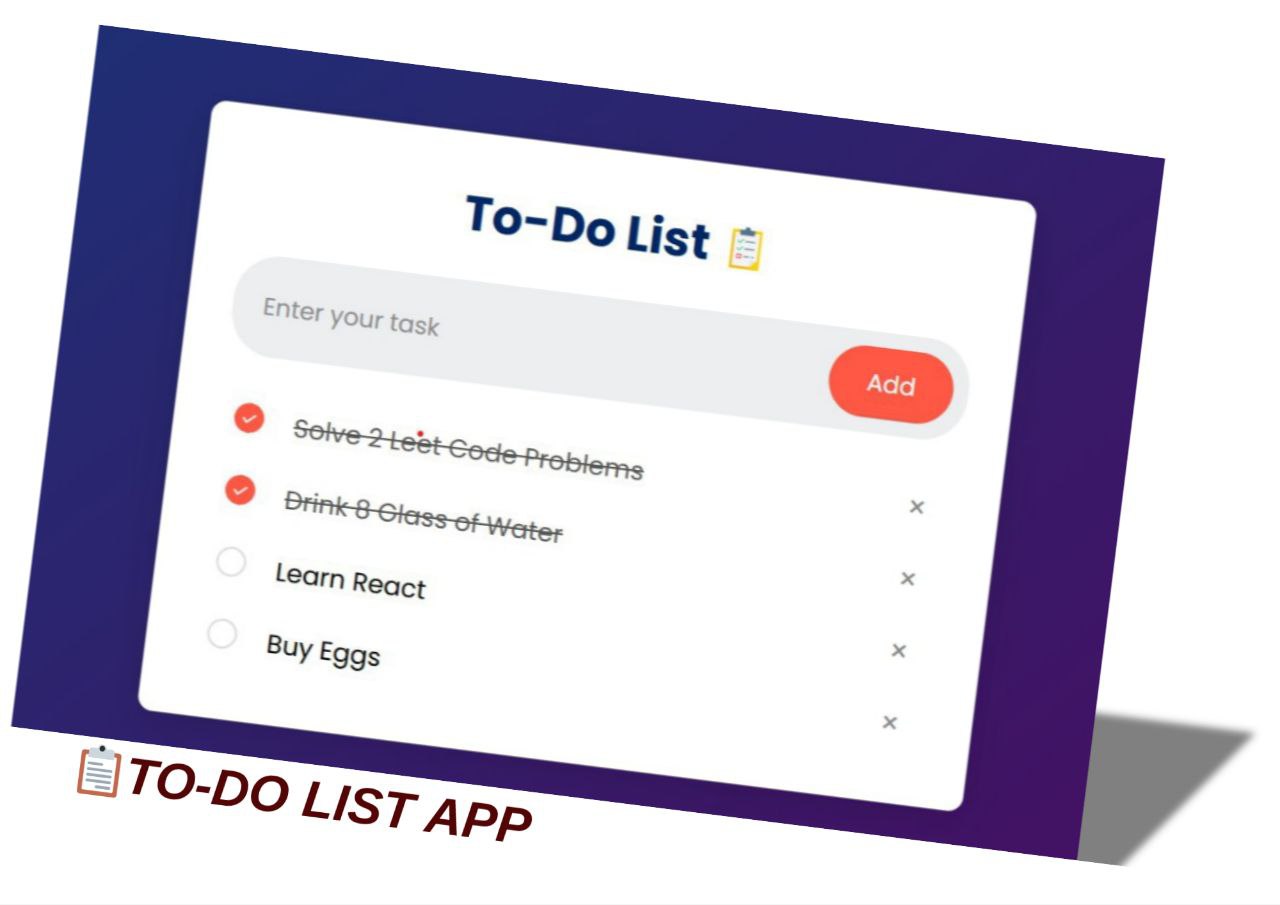 To-Do List
Enter your task
Add
Solve 2 Leet Code Problems
Drink 8 Glass of Water
Learn React
Buy Eggs
TO-DO LIST APP